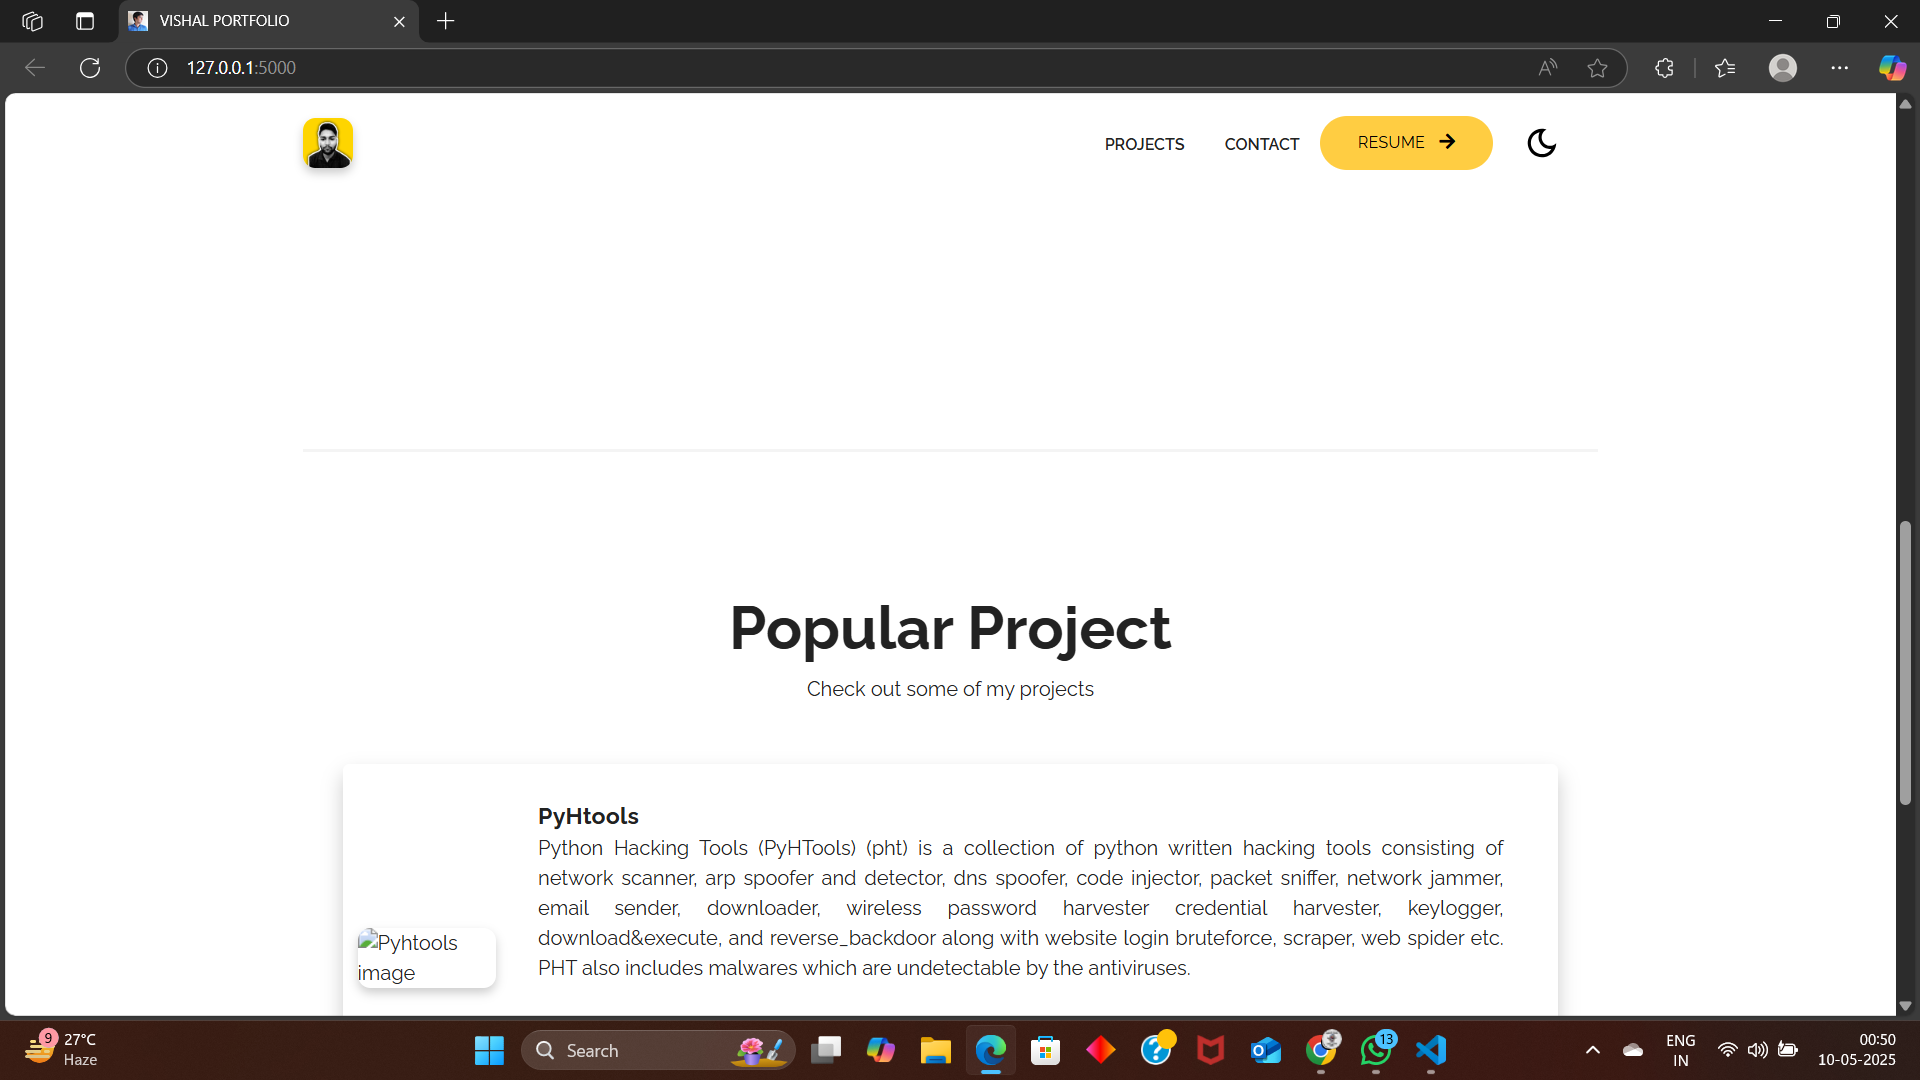 VISHAL PORTFOLIO
127.0.0.1:5000
PROJECTS
CONTACT
RESUME
Popular Project
Check out some of my projects
PyHtools
Python Hacking Tools (PyHTools) (pht) is a collection of python written hacking tools consisting of
network scanner, arp spoofer and detector, dns spoofer, code injector, packet sniffer, network jammer,
email sender, downloader, wireless password harvester credential harvester, keylogger,
download&execute, and reverse_backdoor along with website login bruteforce, scraper, web spider etc.
PHT also includes malwares which are undetectable by the antiviruses.
Pyhtools
image
9
27°C
Haze
Search
13
ENG
IN
00:50
10-05-2025